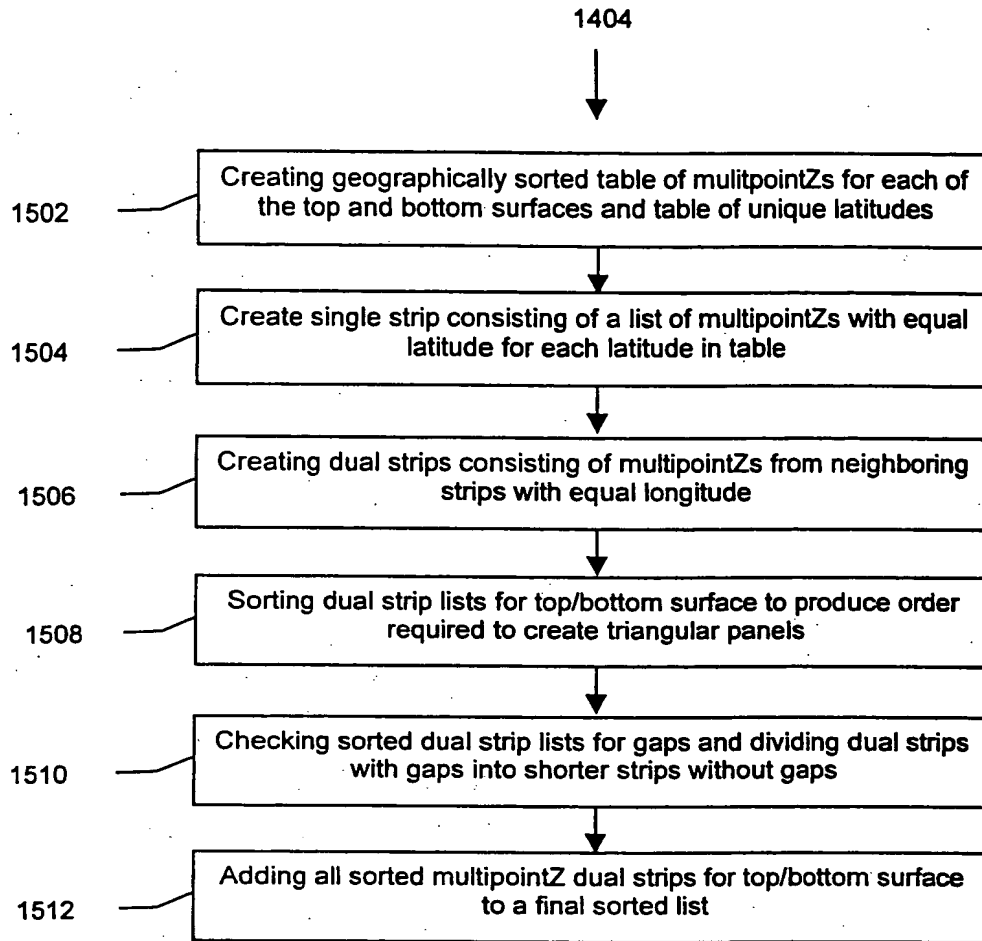 1404
1502
Creating geographically sorted table of mulitpointZs for each of
the top and bottom surfaces and table of unique latitudes
1504
Create single strip consisting of a list of multipointZs with equal
latitude for each latitude in table
1506
Creating dual strips consisting of multipointZs from neighboring
strips with equal longitude
1508
Sorting dual strip lists for top/bottom surface to produce order
required to create triangular panels
1510
Checking sorted dual strip lists for gaps and dividing dual strips
with gaps into shorter strips without gaps
1512
Adding all sorted multipointZ dual strips for top/bottom surface
to a final sorted list